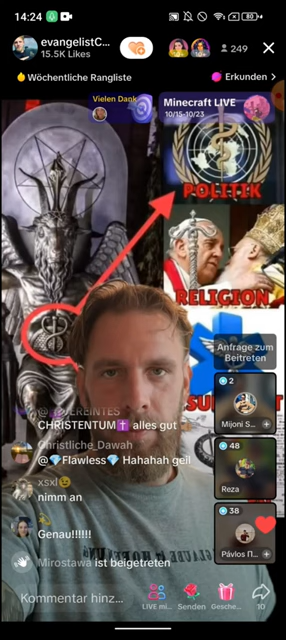 14:24
80
evangelistC...
15.5K Likes
249
Wöchentliche Rangliste
Erkunden >
Vielen Dank
Minecraft LIVE
10/15-10/23
POLITIK
RELIGION
Anfrage zum
Beitreten
2
Mijoni S...
CHRISTENTUM✝️ alles gut
Christliche_Dawah
@💎Flawless💎 Hahahah geil
48
Reza
xsxl😉
nimm an
38
Pávlos Π...
Genau!!!!!!
Mirostawa ist beigetreten
Kommentar hinz...
LIVE mi...
Senden
Gesche...
10